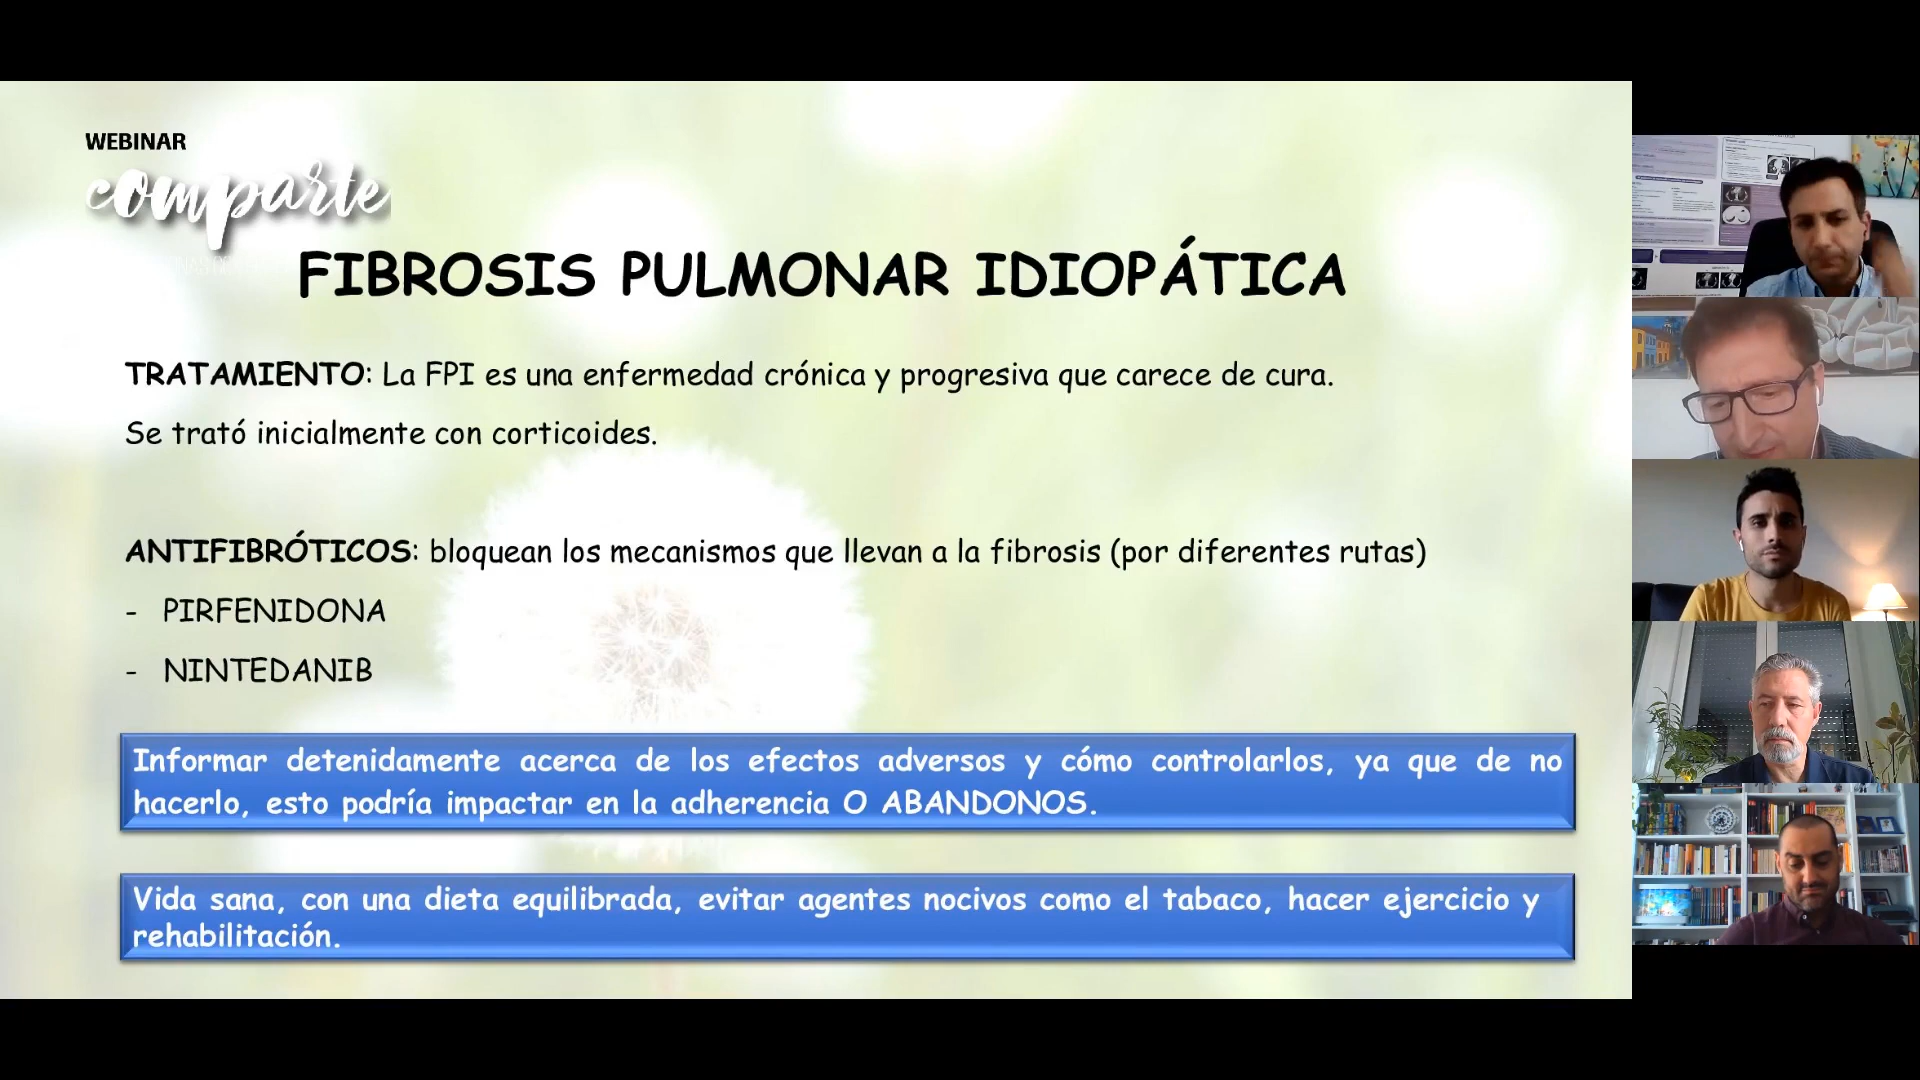 WEBINAR
comparte
FIBROSIS PULMONAR IDIOPÁTICA
TRATAMIENTO: La FPI es una enfermedad crónica y progresiva que carece de cura.
Se trató inicialmente con corticoides.
ANTIFIBRÓTICOS: bloquean los mecanismos que llevan a la fibrosis (por diferentes rutas)
- PIRFENIDONA
- NINTEDANIB
Informar detenidamente acerca de los efectos adversos y cómo controlarlos, ya que de no
hacerlo, esto podría impactar en la adherencia O ABANDONOS.
Vida sana, con una dieta equilibrada, evitar agentes nocivos como el tabaco, hacer ejercicio y
rehabilitación.